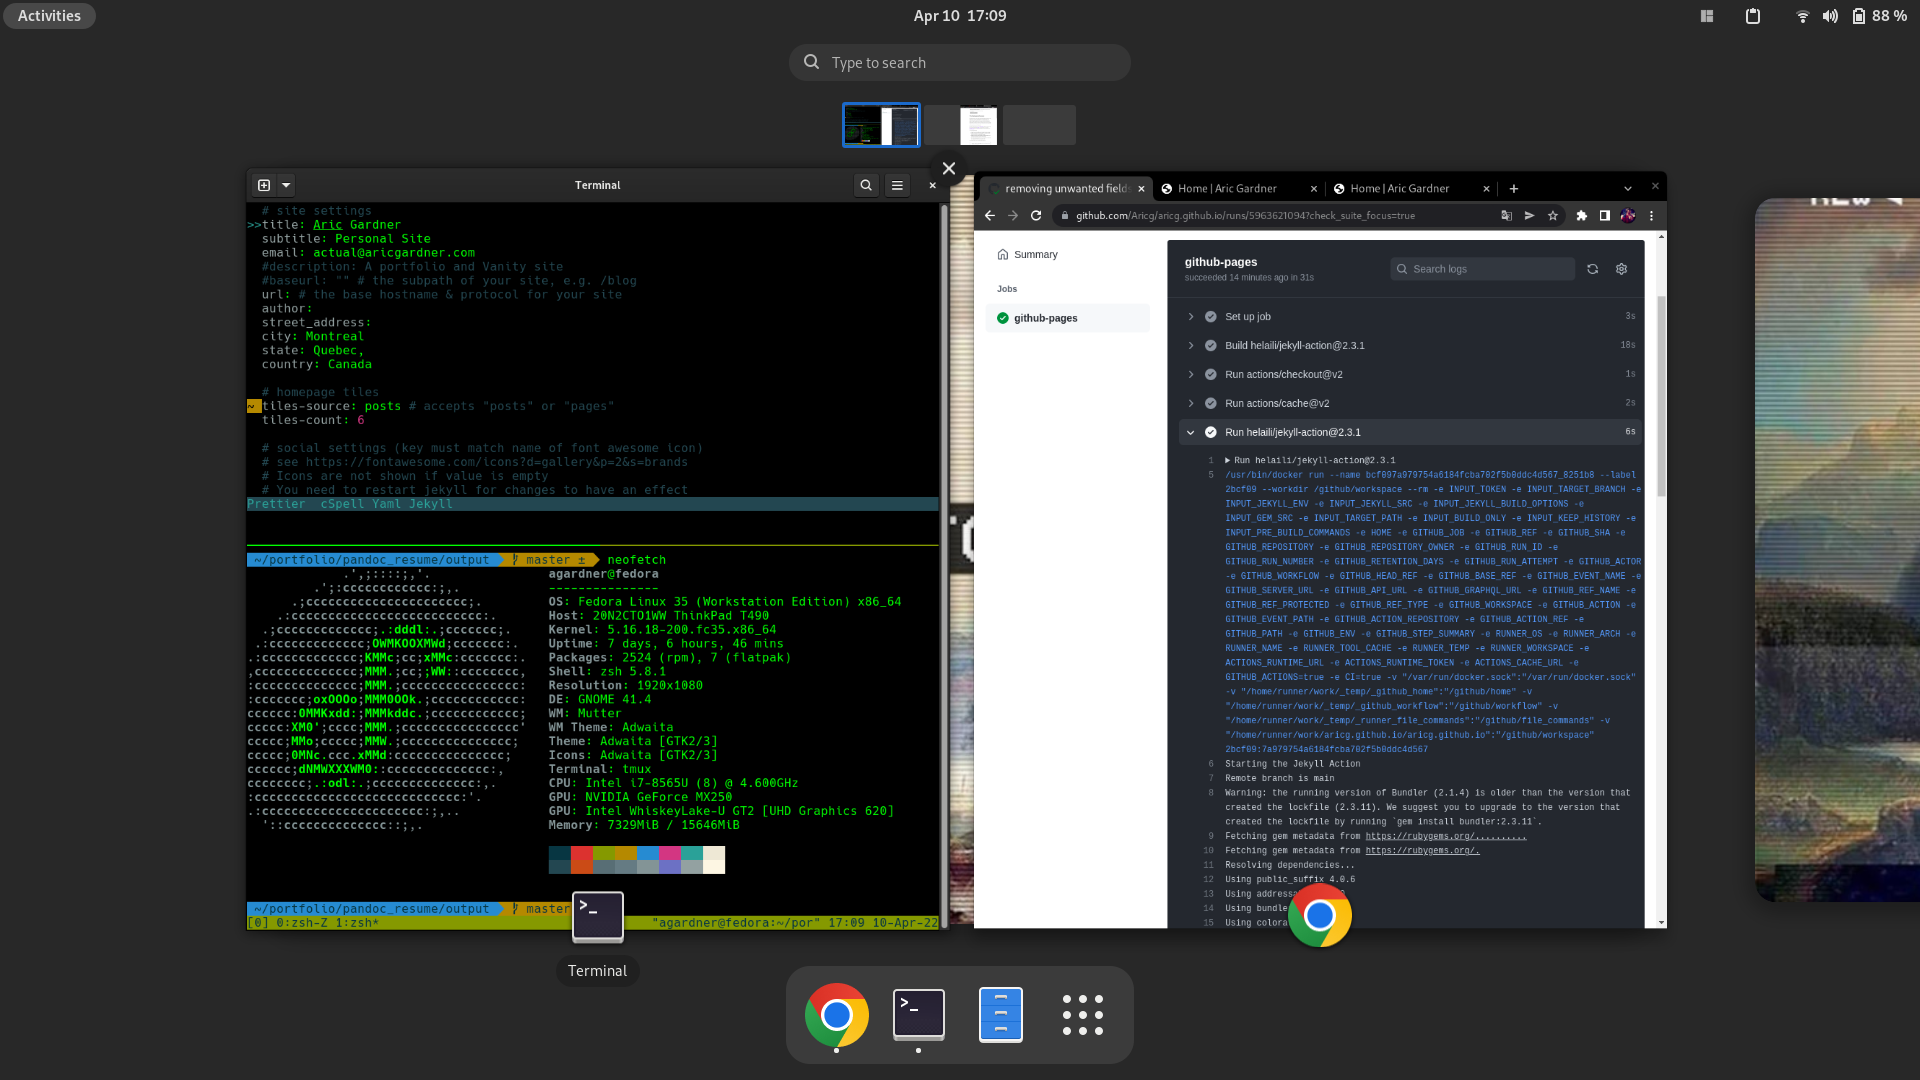 Activities
Apr 10 17:09
88 %
Type to search
Terminal
# site settings
>>title: Aric Gardner
subtitle: Personal Site
email: actual@aricgardner.com
#description: A portfolio and Vanity site
#baseurl: "" # the subpath of your site, e.g. /blog
url: # the base hostname & protocol for your site
author:
street_address:
city: Montreal
state: Quebec,
country: Canada
# homepage tiles
~ tiles-source: posts # accepts "posts" or "pages"
tiles-count: 6
# social settings (key must match name of font awesome icon)
# see https://fontawesome.com/icons?d=gallery&p=2&s=brands
# Icons are not shown if value is empty
# You need to restart jekyll for changes to have an effect
Prettier cSpell Yaml Jekyll
~/portfolio/pandoc_resume/output master ± neofetch
agardner@fedora
---------------
OS: Fedora Linux 35 (Workstation Edition) x86_64
Host: 20N2CTO1WW ThinkPad T490
Kernel: 5.16.18-200.fc35.x86_64
Uptime: 7 days, 6 hours, 46 mins
Packages: 2524 (rpm), 7 (flatpak)
Shell: zsh 5.8.1
Resolution: 1920x1080
DE: GNOME 41.4
WM: Mutter
WM Theme: Adwaita
Theme: Adwaita [GTK2/3]
Icons: Adwaita [GTK2/3]
Terminal: tmux
CPU: Intel i7-8565U (8) @ 4.600GHz
GPU: NVIDIA GeForce MX250
GPU: Intel WhiskeyLake-U GT2 [UHD Graphics 620]
Memory: 7329MiB / 15646MiB
~/portfolio/pandoc_resume/output master
[0] 0:zsh-Z 1:zsh* "agardner@fedora:~/por" 17:09 10-Apr-22
Terminal
removing unwanted fields
Home | Aric Gardner
Home | Aric Gardner
github.com/Aricg/aricg.github.io/runs/5963621094?check_suite_focus=true
Summary
Jobs
github-pages
github-pages
succeeded 14 minutes ago in 31s
Search logs
Set up job 3s
Build helaili/jekyll-action@2.3.1 18s
Run actions/checkout@v2 1s
Run actions/cache@v2 2s
Run helaili/jekyll-action@2.3.1 6s
1 ▶ Run helaili/jekyll-action@2.3.1
5 /usr/bin/docker run --name bcf097a979754a6184fcba702f5b0ddc4d567_8251b8 --label
2bcf09 --workdir /github/workspace --rm -e INPUT_TOKEN -e INPUT_TARGET_BRANCH -e
INPUT_JEKYLL_ENV -e INPUT_JEKYLL_SRC -e INPUT_JEKYLL_BUILD_OPTIONS -e
INPUT_GEM_SRC -e INPUT_TARGET_PATH -e INPUT_BUILD_ONLY -e INPUT_KEEP_HISTORY -e
INPUT_PRE_BUILD_COMMANDS -e HOME -e GITHUB_JOB -e GITHUB_REF -e GITHUB_SHA -e
GITHUB_REPOSITORY -e GITHUB_REPOSITORY_OWNER -e GITHUB_RUN_ID -e
GITHUB_RUN_NUMBER -e GITHUB_RETENTION_DAYS -e GITHUB_RUN_ATTEMPT -e GITHUB_ACTOR
-e GITHUB_WORKFLOW -e GITHUB_HEAD_REF -e GITHUB_BASE_REF -e GITHUB_EVENT_NAME -e
GITHUB_SERVER_URL -e GITHUB_API_URL -e GITHUB_GRAPHQL_URL -e GITHUB_REF_NAME -e
GITHUB_REF_PROTECTED -e GITHUB_REF_TYPE -e GITHUB_WORKSPACE -e GITHUB_ACTION -e
GITHUB_EVENT_PATH -e GITHUB_ACTION_REPOSITORY -e GITHUB_ACTION_REF -e
GITHUB_PATH -e GITHUB_ENV -e GITHUB_STEP_SUMMARY -e RUNNER_OS -e RUNNER_ARCH -e
RUNNER_NAME -e RUNNER_TOOL_CACHE -e RUNNER_TEMP -e RUNNER_WORKSPACE -e
ACTIONS_RUNTIME_URL -e ACTIONS_RUNTIME_TOKEN -e ACTIONS_CACHE_URL -e
GITHUB_ACTIONS=true -e CI=true -v "/var/run/docker.sock":"/var/run/docker.sock"
-v "/home/runner/work/_temp/_github_home":"/github/home" -v
"/home/runner/work/_temp/_github_workflow":"/github/workflow" -v
"/home/runner/work/_temp/_runner_file_commands":"/github/file_commands" -v
"/home/runner/work/aricg.github.io/aricg.github.io":"/github/workspace"
2bcf09:7a979754a6184fcba702f5b0ddc4d567
6 Starting the Jekyll Action
7 Remote branch is main
8 Warning: the running version of Bundler (2.1.4) is older than the version that
created the lockfile (2.3.11). We suggest you to upgrade to the version that
created the lockfile by running `gem install bundler:2.3.11`.
9 Fetching gem metadata from https://rubygems.org/..........
10 Fetching gem metadata from https://rubygems.org/.
11 Resolving dependencies...
12 Using public_suffix 4.0.6
13 Using
14 Using
15 Using